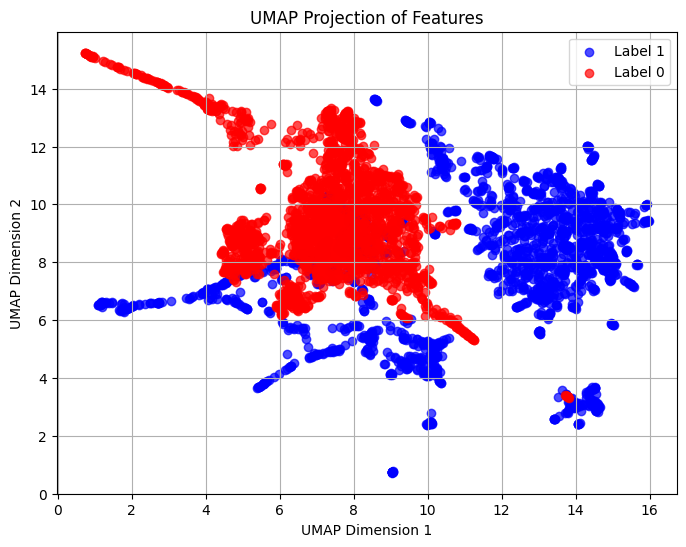 UMAP Projection of Features
Label 1
Label 0
14
12
10
8
6
4
2
0
UMAP Dimension 2
0 2 4 6 8 10 12 14 16
UMAP Dimension 1